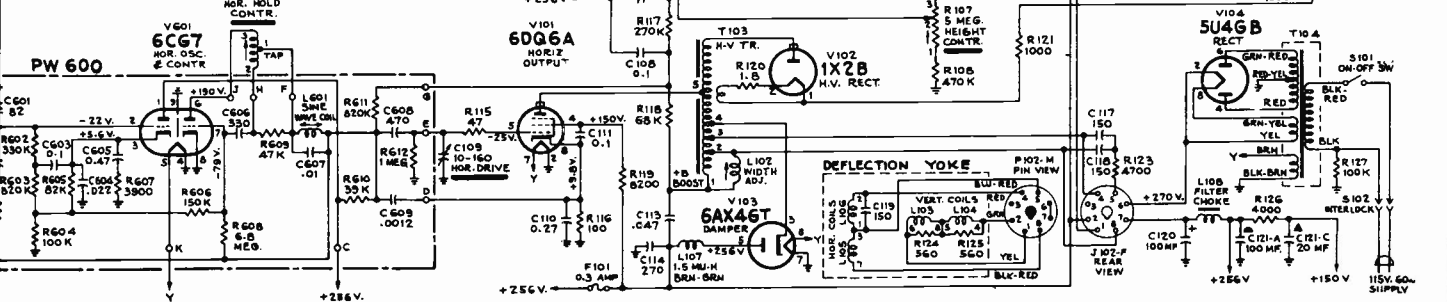 HOR. HOLD
CONTR.
V601
6CG7
HOR. OSC.
& CONTR
TAP
PW 600
+190V.
J
H
F
C601
82
-22V.
+5.6V.
R602
330K
C603
0.1
C605
0.47
R603
820K
R605
82K
C604
.022
R607
3900
R604
100K
-79V.
R606
150K
R608
6.8
MEG.
K
Y
C606
330
R609
47K
L601
SINE
WAVE COIL
C607
.01
R611
820K
C608
470
R612
1 MEG
R610
39K
C609
.0012
G
E
D
C
+256V.
R115
47
C109
10-160
HOR. DRIVE
V101
6DQ6A
HORIZ
OUTPUT
-25V.
+150V.
C111
0.1
+9.8V.
Y
C110
0.27
R116
100
F101
0.3 AMP
+256V.
R117
270K
C108
0.1
R118
68K
R119
8200
C113
.047
C114
270
L107
1.5 MU-H
BRN-BRN
T103
H-V TR.
R120
1.8
V102
1X2B
H.V. RECT.
L102
WIDTH
ADJ.
+B
BOOST
V103
6AX4GT
DAMPER
+256V
Y
R107
5 MEG.
HEIGHT
CONTR.
R108
470K
R121
1000
DEFLECTION YOKE
HOR. COILS
L105
L106
C119
150
VERT. COILS
L103
L104
R124
560
R125
560
P102-M
PIN VIEW
BLU-RED
RED
GRN
YEL
BLK-RED
C117
150
C118
150
R123
4700
J102-F
REAR
VIEW
+270V.
V104
5U4GB
RECT
T104
GRN-RED
RED-YEL
RED
GRN-YEL
YEL
BRN
BLK-BRN
Y
BLK-
RED
BLK
S101
ON-OFF SW
R127
100K
S102
INTERLOCK
115V. 60~
SUPPLY
L108
FILTER
CHOKE
C120
100MF
+256V
R126
4000
C121-A
100 MF.
C121-C
20 MF.
+150V